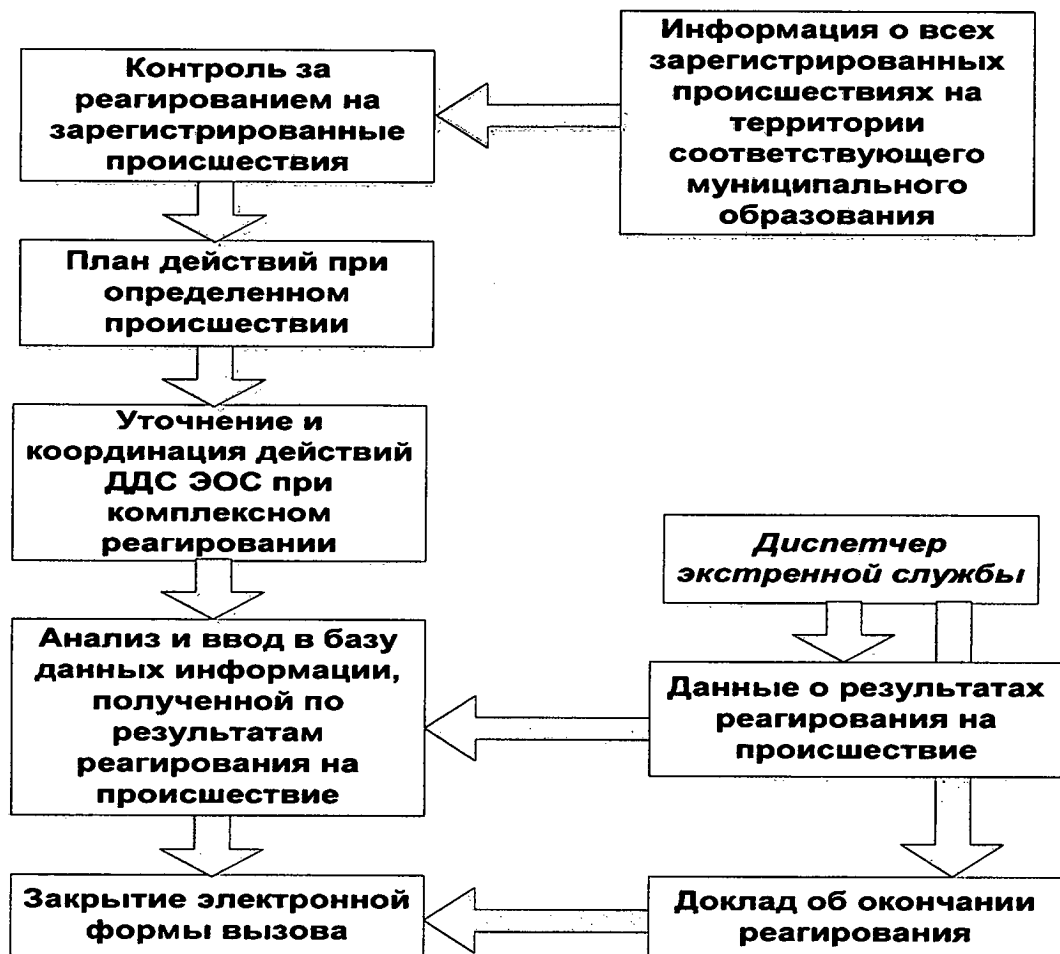 Контроль за
реагированием на
зарегистрированные
происшествия
Информация о всех
зарегистрированных
происшествиях на
территории
соответствующего
муниципального
образования
План действий при
определенном
происшествии
Уточнение и
координация действий
ДДС ЭОС при
комплексном
реагировании
Диспетчер
экстренной службы
Анализ и ввод в базу
данных информации,
полученной по
результатам
реагирования на
происшествие
Данные о результатах
реагирования на
происшествие
Закрытие электронной
формы вызова
Доклад об окончании
реагирования